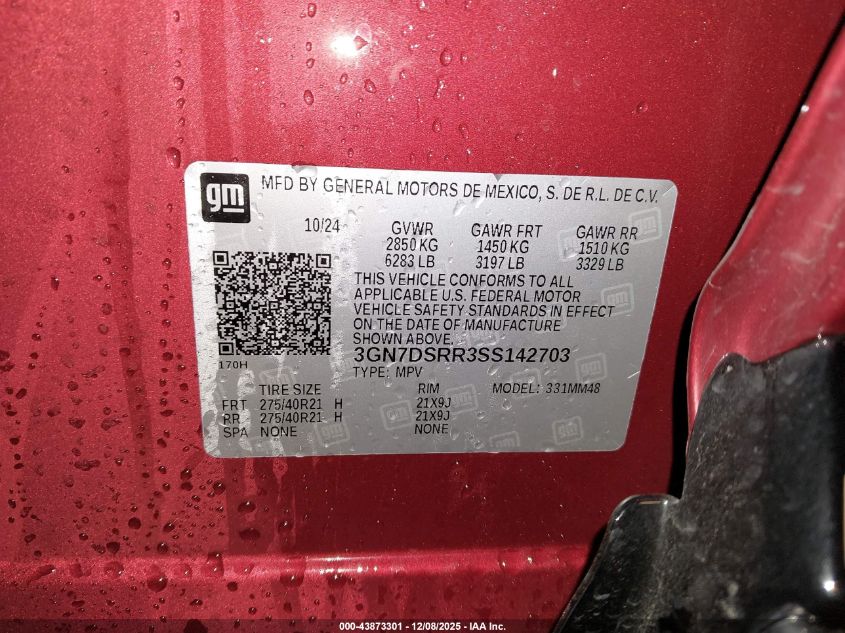 gm
MFD BY GENERAL MOTORS DE MEXICO, S. DE R.L. DE C.V.
10/24 GVWR GAWR FRT GAWR RR
2850 KG 1450 KG 1510 KG
6283 LB 3197 LB 3329 LB
THIS VEHICLE CONFORMS TO ALL
APPLICABLE U.S. FEDERAL MOTOR
VEHICLE SAFETY STANDARDS IN EFFECT
ON THE DATE OF MANUFACTURE
SHOWN ABOVE.
3GN7DSRR3SS142703
170H
TYPE: MPV
TIRE SIZE RIM MODEL: 331MM48
FRT 275/40R21 H 21X9J
RR 275/40R21 H 21X9J
SPA NONE NONE
000-43873301 | 12/08/2025 - IAA Inc.